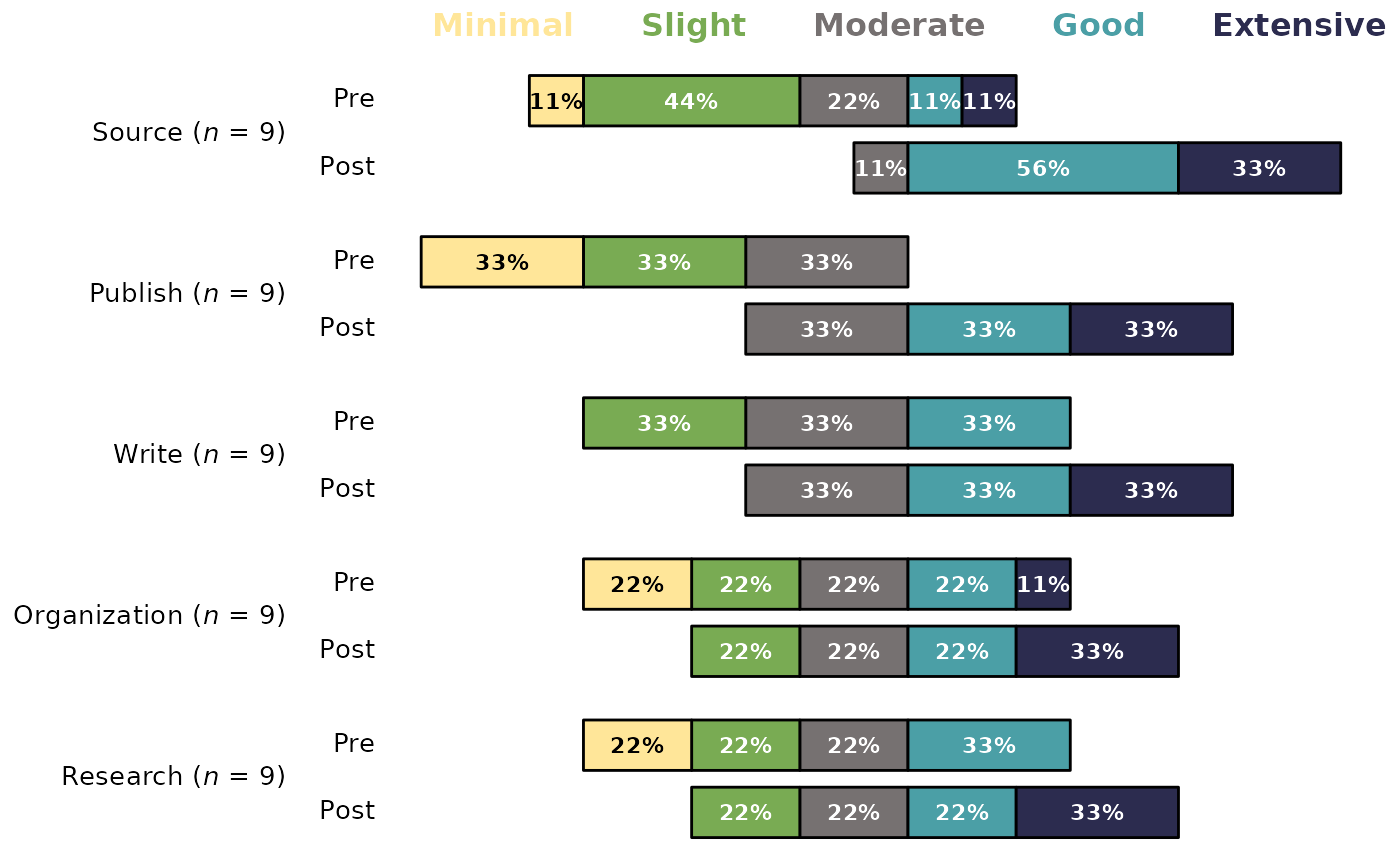 Minimal Slight Moderate Good Extensive
Pre 11% 44% 22% 11% 11%
Source (n = 9)
Post 11% 56% 33%
Pre 33% 33% 33%
Publish (n = 9)
Post 33% 33% 33%
Pre 33% 33% 33%
Write (n = 9)
Post 33% 33% 33%
Pre 22% 22% 22% 22% 11%
Organization (n = 9)
Post 22% 22% 22% 33%
Pre 22% 22% 22% 33%
Research (n = 9)
Post 22% 22% 22% 33%